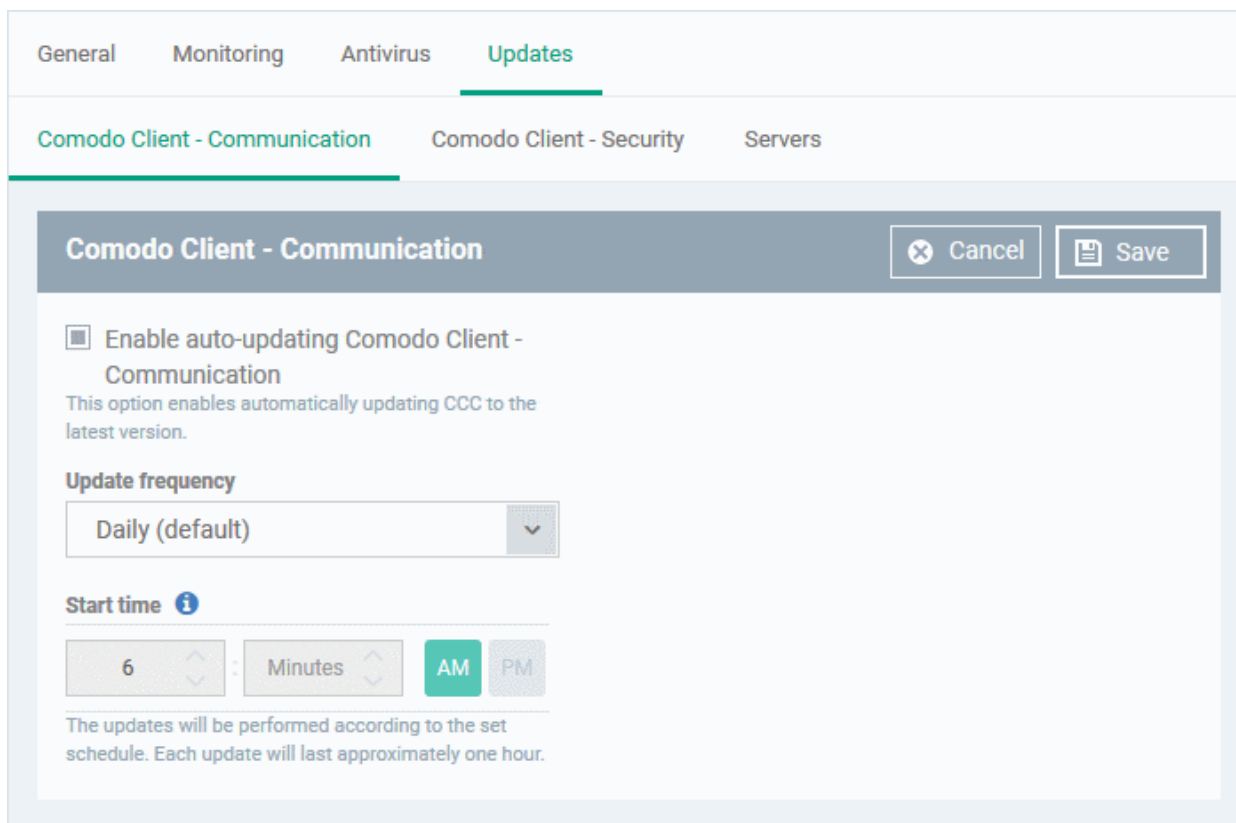 General Monitoring Antivirus Updates
Comodo Client - Communication Comodo Client - Security Servers
Comodo Client - Communication Cancel Save
Enable auto-updating Comodo Client -
Communication
This option enables automatically updating CCC to the
latest version.
Update frequency
Daily (default)
Start time
6 : Minutes AM PM
The updates will be performed according to the set
schedule. Each update will last approximately one hour.